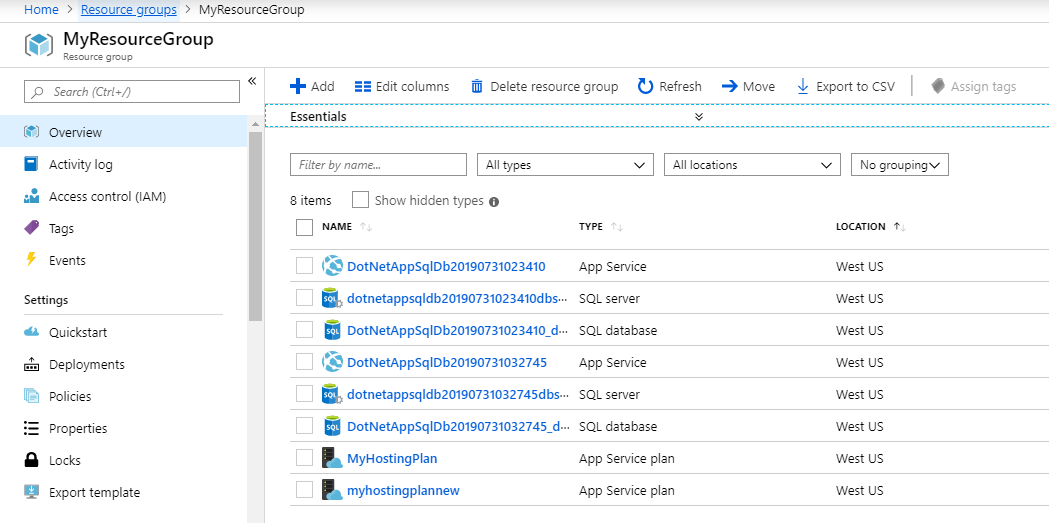 Home > Resource groups > MyResourceGroup
MyResourceGroup
Resource group
Search (Ctrl+/)
Overview
Activity log
Access control (IAM)
Tags
Events
Settings
Quickstart
Deployments
Policies
Properties
Locks
Export template
Add Edit columns Delete resource group Refresh Move Export to CSV Assign tags
Essentials
Filter by name... All types All locations No grouping
8 items Show hidden types
NAME TYPE LOCATION
DotNetAppSqlDb20190731023410 App Service West US
dotnetappsqldb20190731023410dbs... SQL server West US
DotNetAppSqlDb20190731023410_d... SQL database West US
DotNetAppSqlDb20190731032745 App Service West US
dotnetappsqldb20190731032745dbs... SQL server West US
DotNetAppSqlDb20190731032745_d... SQL database West US
MyHostingPlan App Service plan West US
myhostingplannew App Service plan West US